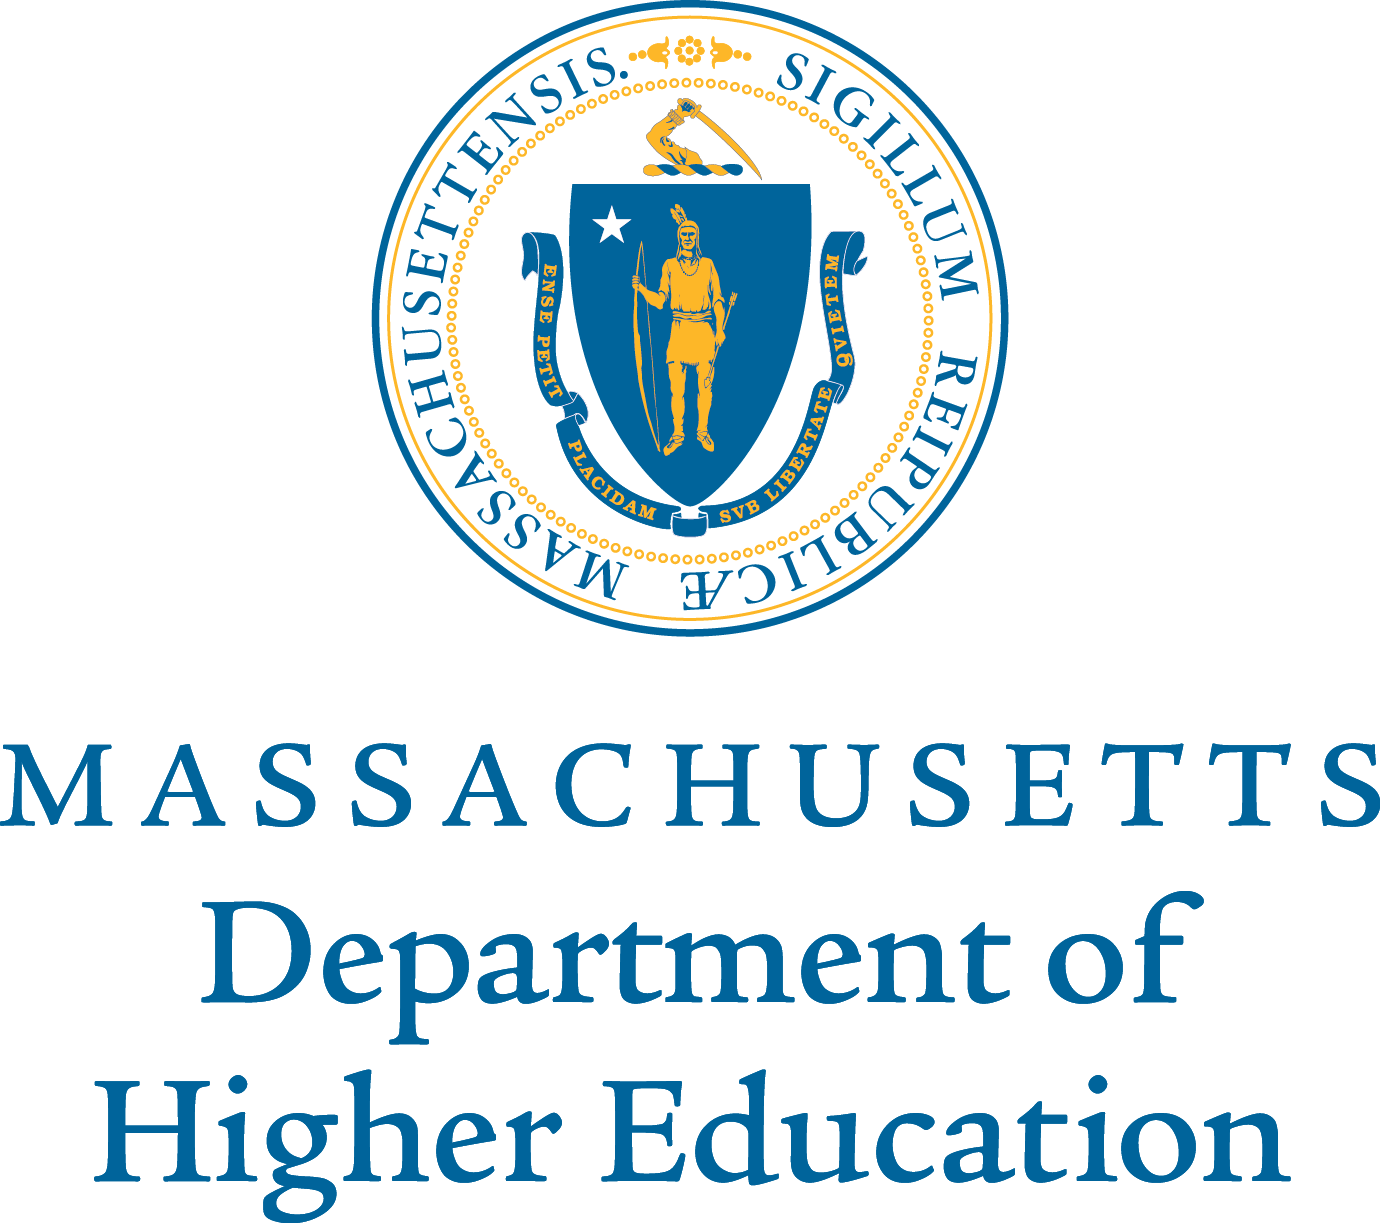 SIGILLUM REIPUBLICÆ MASSACHUSETTENSIS.
ENSE PETIT
PLACIDAM
SVB LIBERTATE
QVIETEM
MASSACHUSETTS
Department of
Higher Education